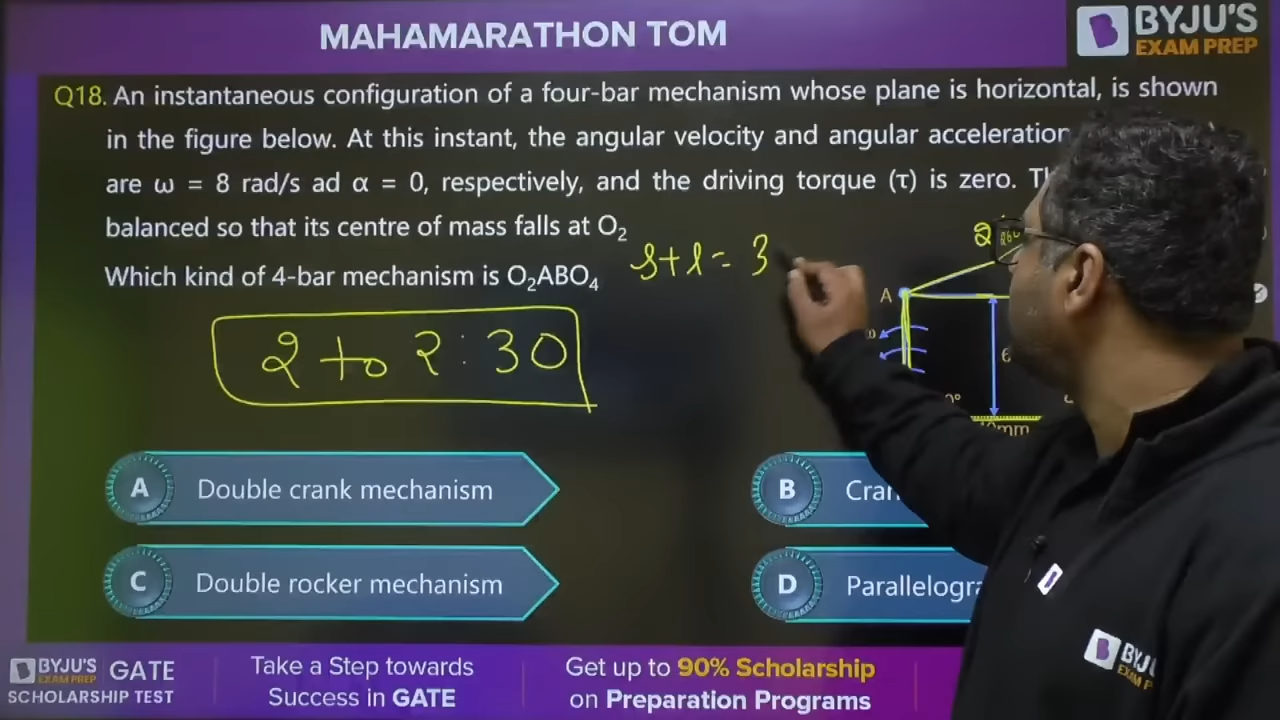 MAHAMARATHON TOM
BYJU'S
EXAM PREP
Q18. An instantaneous configuration of a four-bar mechanism whose plane is horizontal, is shown
in the figure below. At this instant, the angular velocity and angular acceleration
are ω = 8 rad/s ad α = 0, respectively, and the driving torque (τ) is zero.
balanced so that its centre of mass falls at O₂
Which kind of 4-bar mechanism is O₂ABO₄
s+l= 3
2 to 2:30
A
ω
6
mm
A Double crank mechanism
B
C Double rocker mechanism
D
BYJU'S
EXAM PREP
GATE
SCHOLARSHIP TEST
Take a Step towards
Success in GATE
Get up to 90% Scholarship
on Preparation Programs